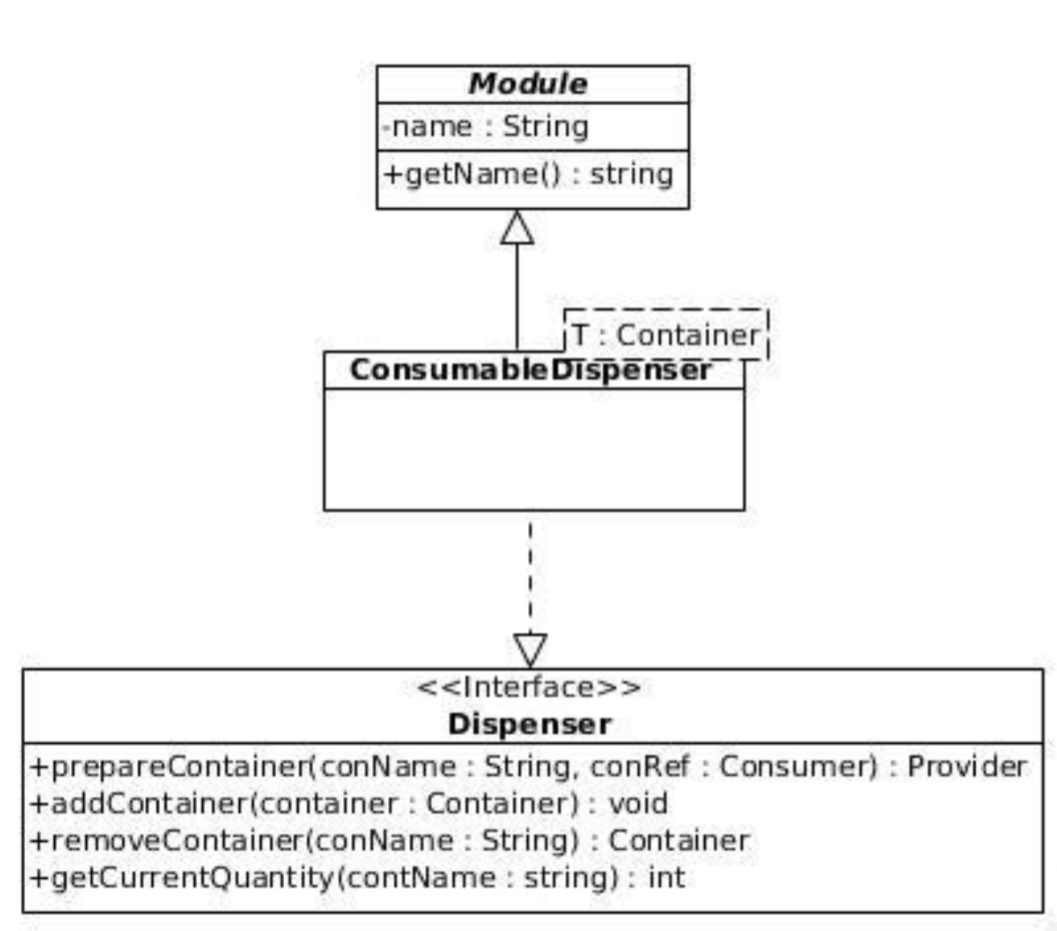 Module
-name : String
+getName() : string
T : Container
ConsumableDispenser
<<Interface>>
Dispenser
+prepareContainer(conName : String, conRef : Consumer) : Provider
+addContainer(container : Container) : void
+removeContainer(conName : String) : Container
+getCurrentQuantity(contName : string) : int